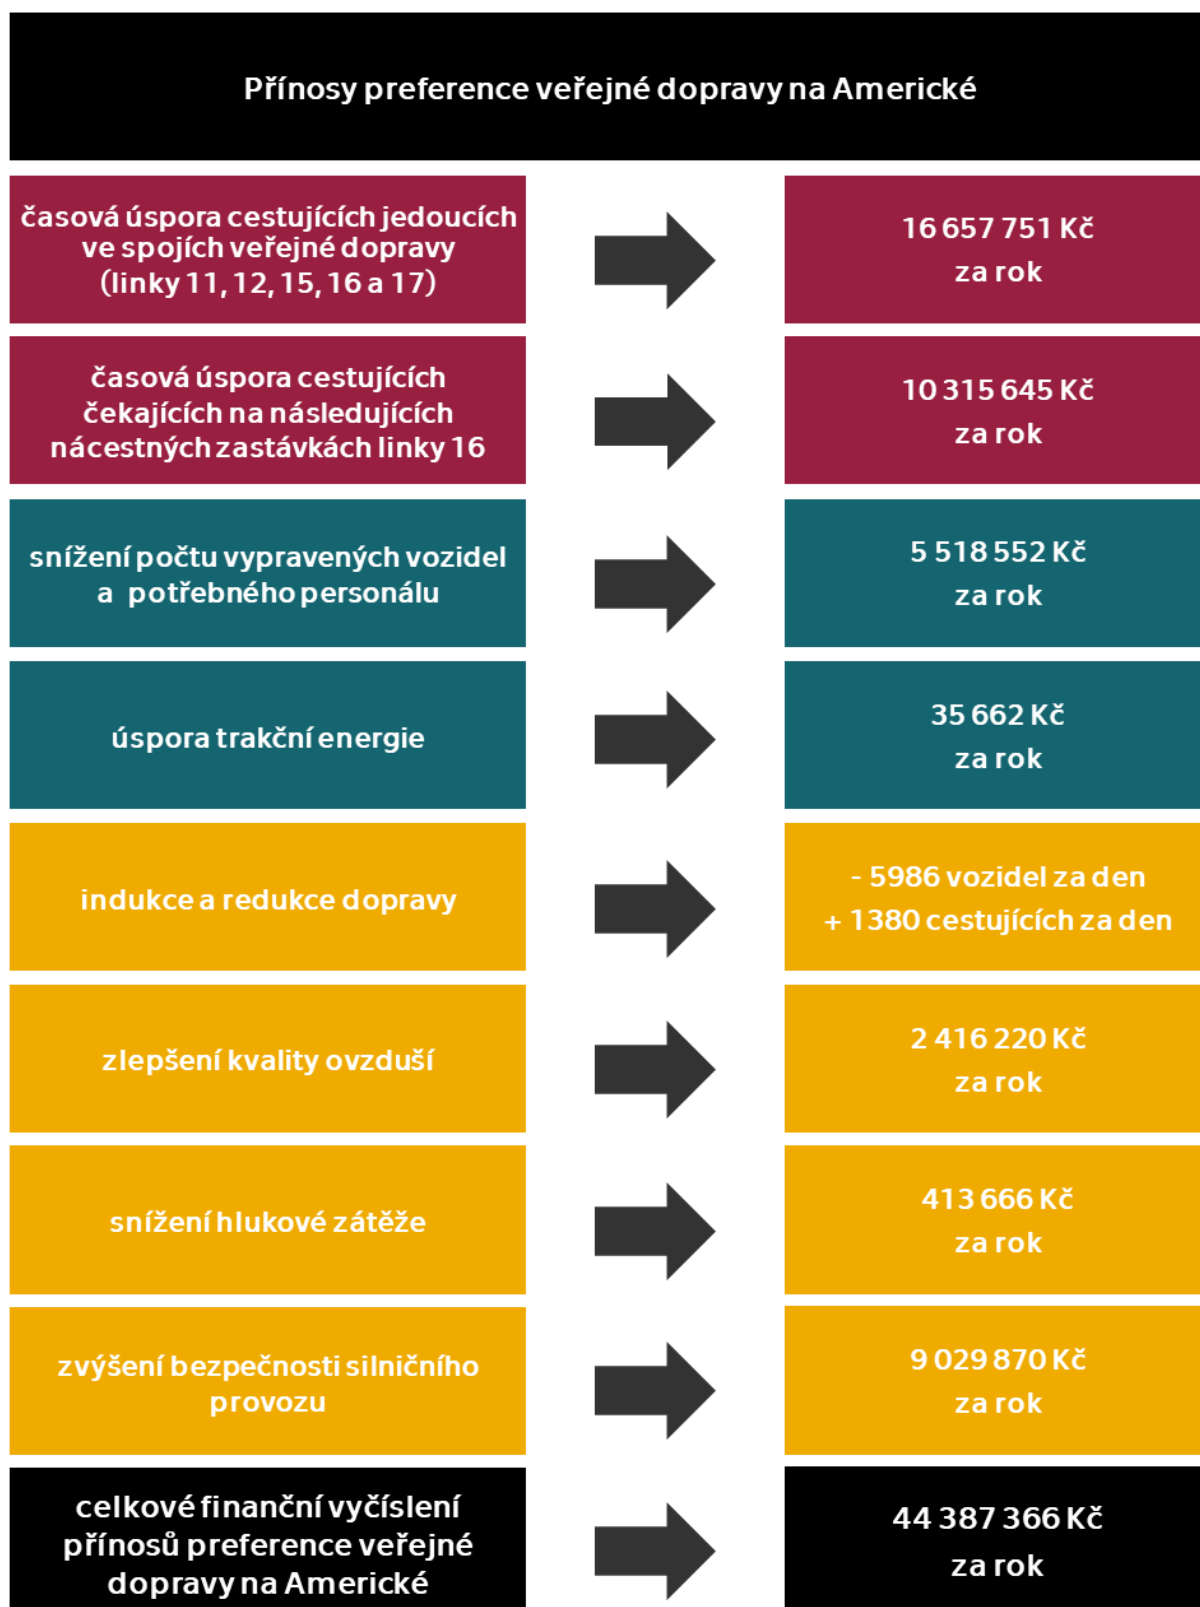 Přínosy preference veřejné dopravy na Americké
časová úspora cestujících jedoucích
ve spojích veřejné dopravy
(linky 11, 12, 15, 16 a 17)
16 657 751 Kč
za rok
časová úspora cestujících
čekajících na následujících
nácestných zastávkách linky 16
10 315 645 Kč
za rok
snížení počtu vypravených vozidel
a potřebného personálu
5 518 552 Kč
za rok
úspora trakční energie
35 662 Kč
za rok
indukce a redukce dopravy
- 5986 vozidel za den
+ 1380 cestujících za den
zlepšení kvality ovzduší
2 416 220 Kč
za rok
snížení hlukové zátěže
413 666 Kč
za rok
zvýšení bezpečnosti silničního
provozu
9 029 870 Kč
za rok
celkové finanční vyčíslení
přínosů preference veřejné
dopravy na Americké
44 387 366 Kč
za rok